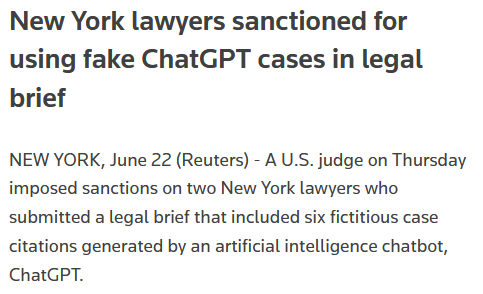 New York lawyers sanctioned for
using fake ChatGPT cases in legal
brief
NEW YORK, June 22 (Reuters) - A U.S. judge on Thursday
imposed sanctions on two New York lawyers who
submitted a legal brief that included six fictitious case
citations generated by an artificial intelligence chatbot,
ChatGPT.